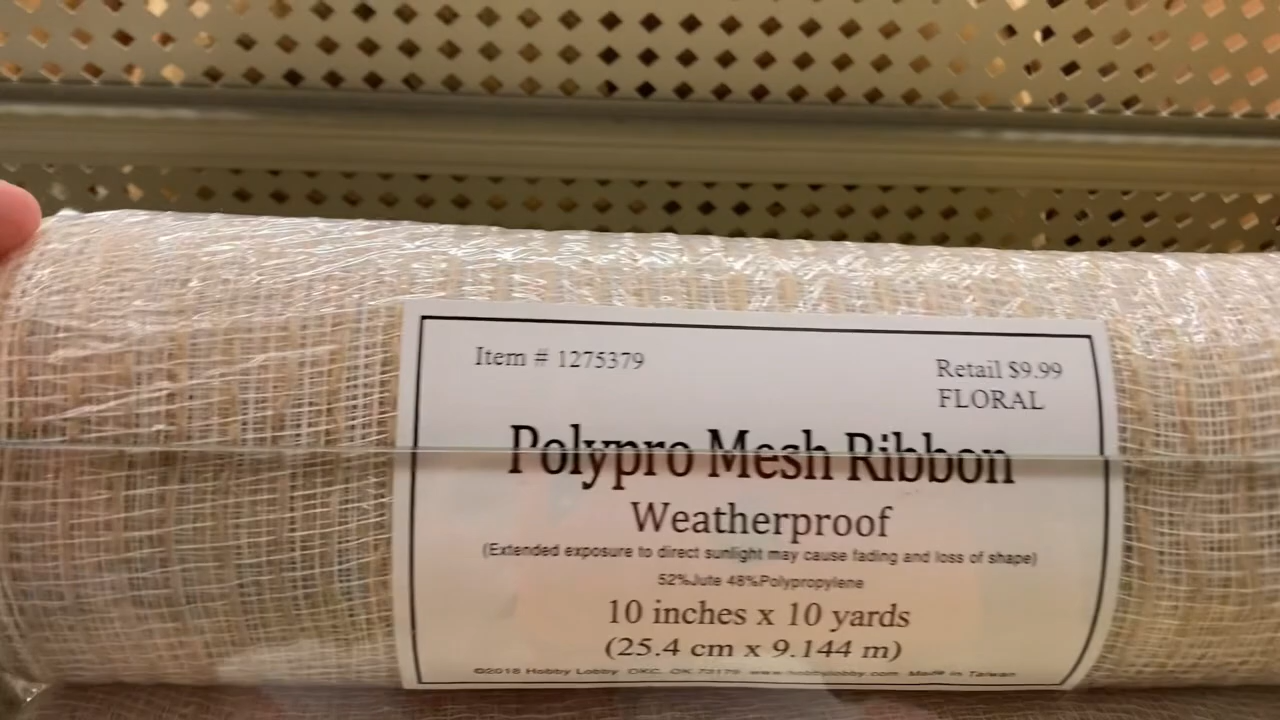 Item # 1275379
Retail $9.99
FLORAL
Polypro Mesh Ribbon
Weatherproof
(Extended exposure to direct sunlight may cause fading and loss of shape)
52%Jute 48%Polypropylene
10 inches x 10 yards
(25.4 cm x 9.144 m)
©2018 Hobby Lobby OKC, OK 73179 www.hobbylobby.com Made in Taiwan